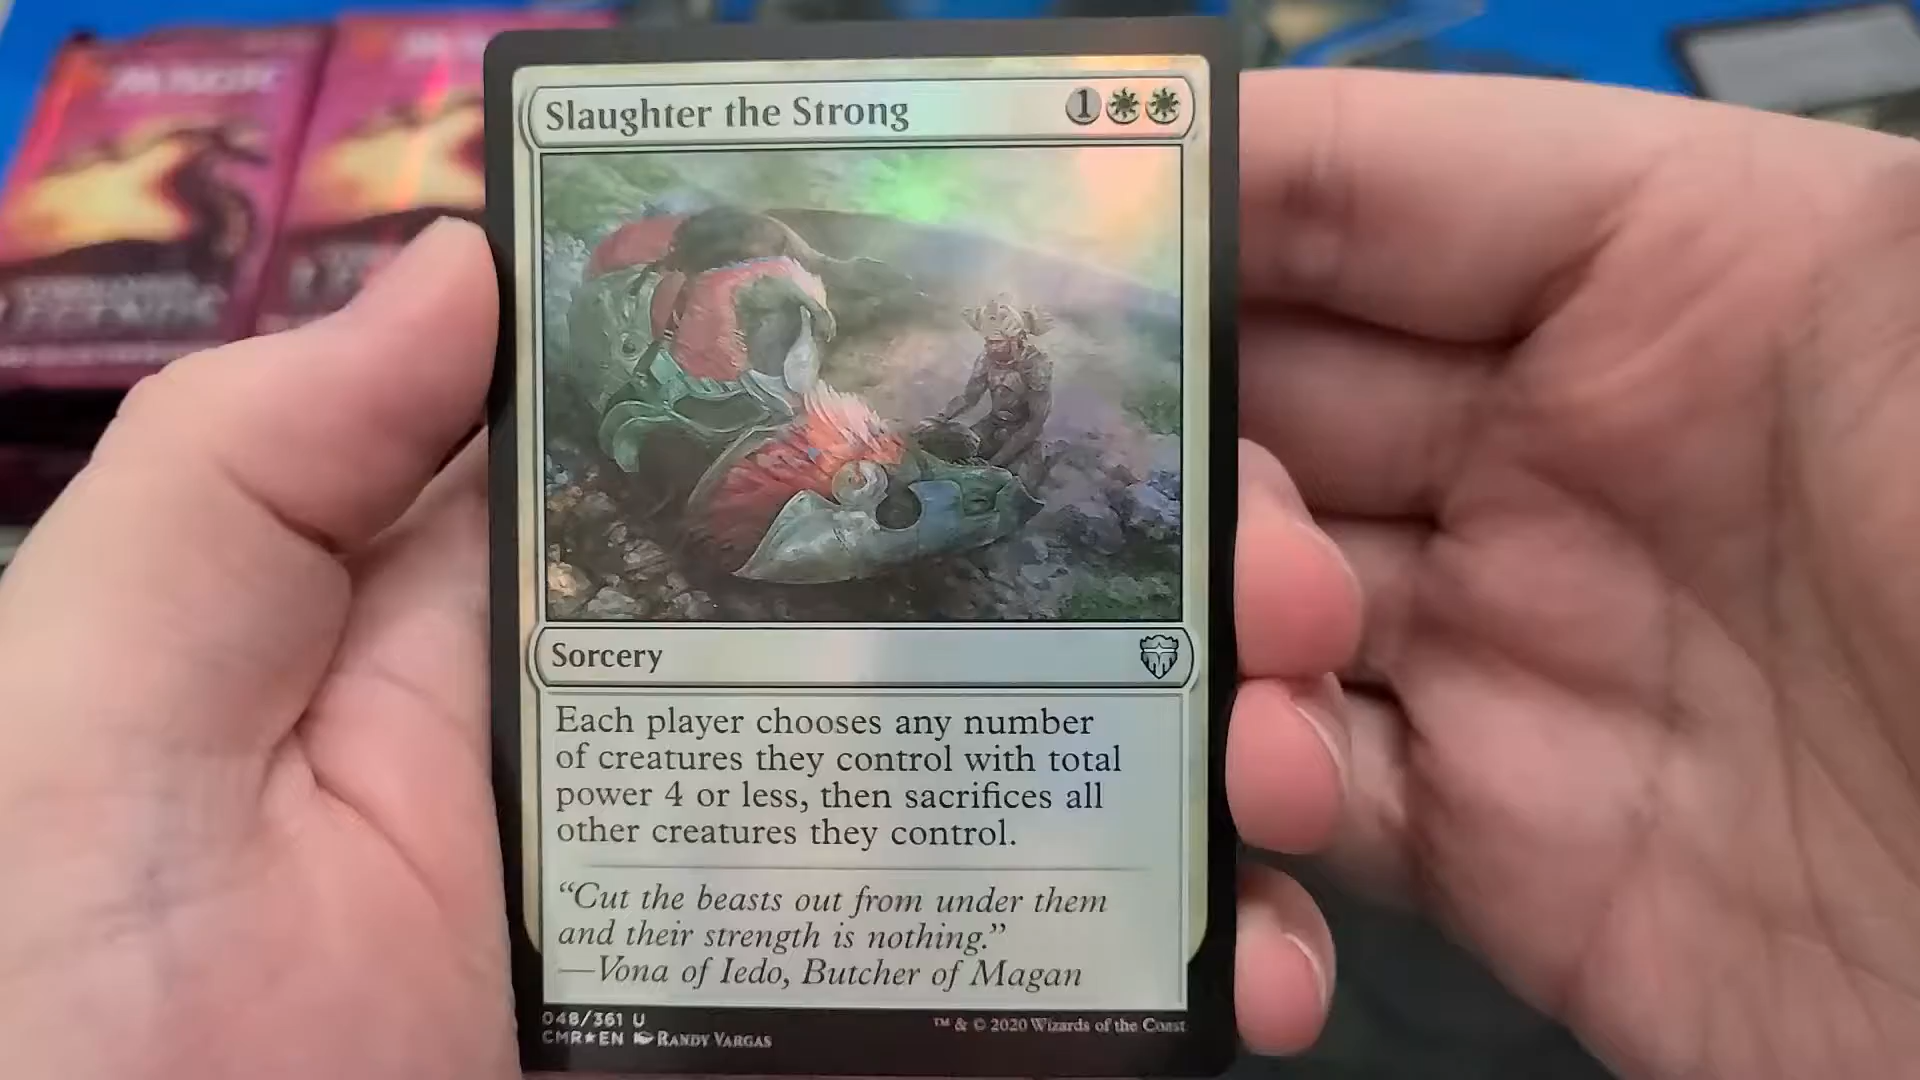 Slaughter the Strong
1
Sorcery
Each player chooses any number
of creatures they control with total
power 4 or less, then sacrifices all
other creatures they control.
“Cut the beasts out from under them
and their strength is nothing.”
—Vona of Iedo, Butcher of Magan
048/361 U
CMR★EN RANDY VARGAS
™ & © 2020 Wizards of the Coast